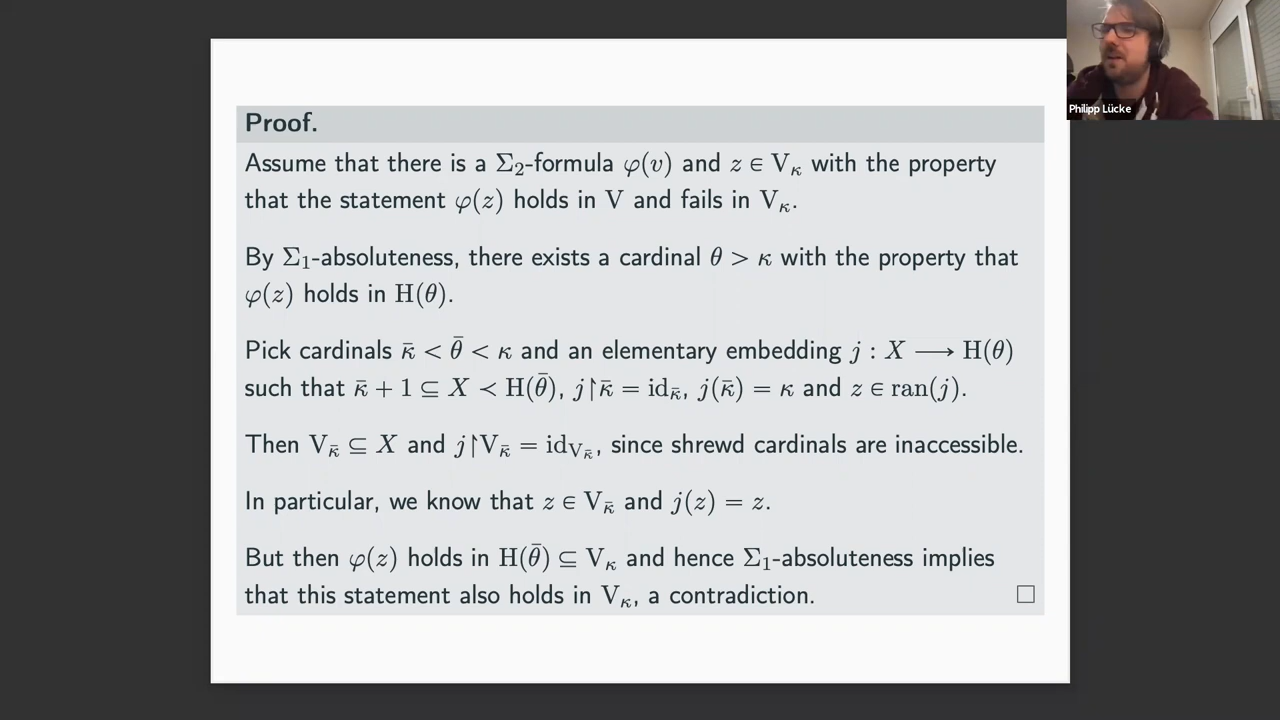 Proof.
Assume that there is a Σ₂-formula φ(v) and z ∈ V_κ with the property
that the statement φ(z) holds in V and fails in V_κ.
By Σ₁-absoluteness, there exists a cardinal θ > κ with the property that
φ(z) holds in H(θ).
Pick cardinals κ̄ < θ̄ < κ and an elementary embedding j : X ⟶ H(θ)
such that κ̄ + 1 ⊆ X ≺ H(θ̄), j↾κ̄ = id_κ̄, j(κ̄) = κ and z ∈ ran(j).
Then V_κ̄ ⊆ X and j↾V_κ̄ = id_{V_κ̄}, since shrewd cardinals are inaccessible.
In particular, we know that z ∈ V_κ̄ and j(z) = z.
But then φ(z) holds in H(θ̄) ⊆ V_κ and hence Σ₁-absoluteness implies
that this statement also holds in V_κ, a contradiction. □
Philipp Lücke